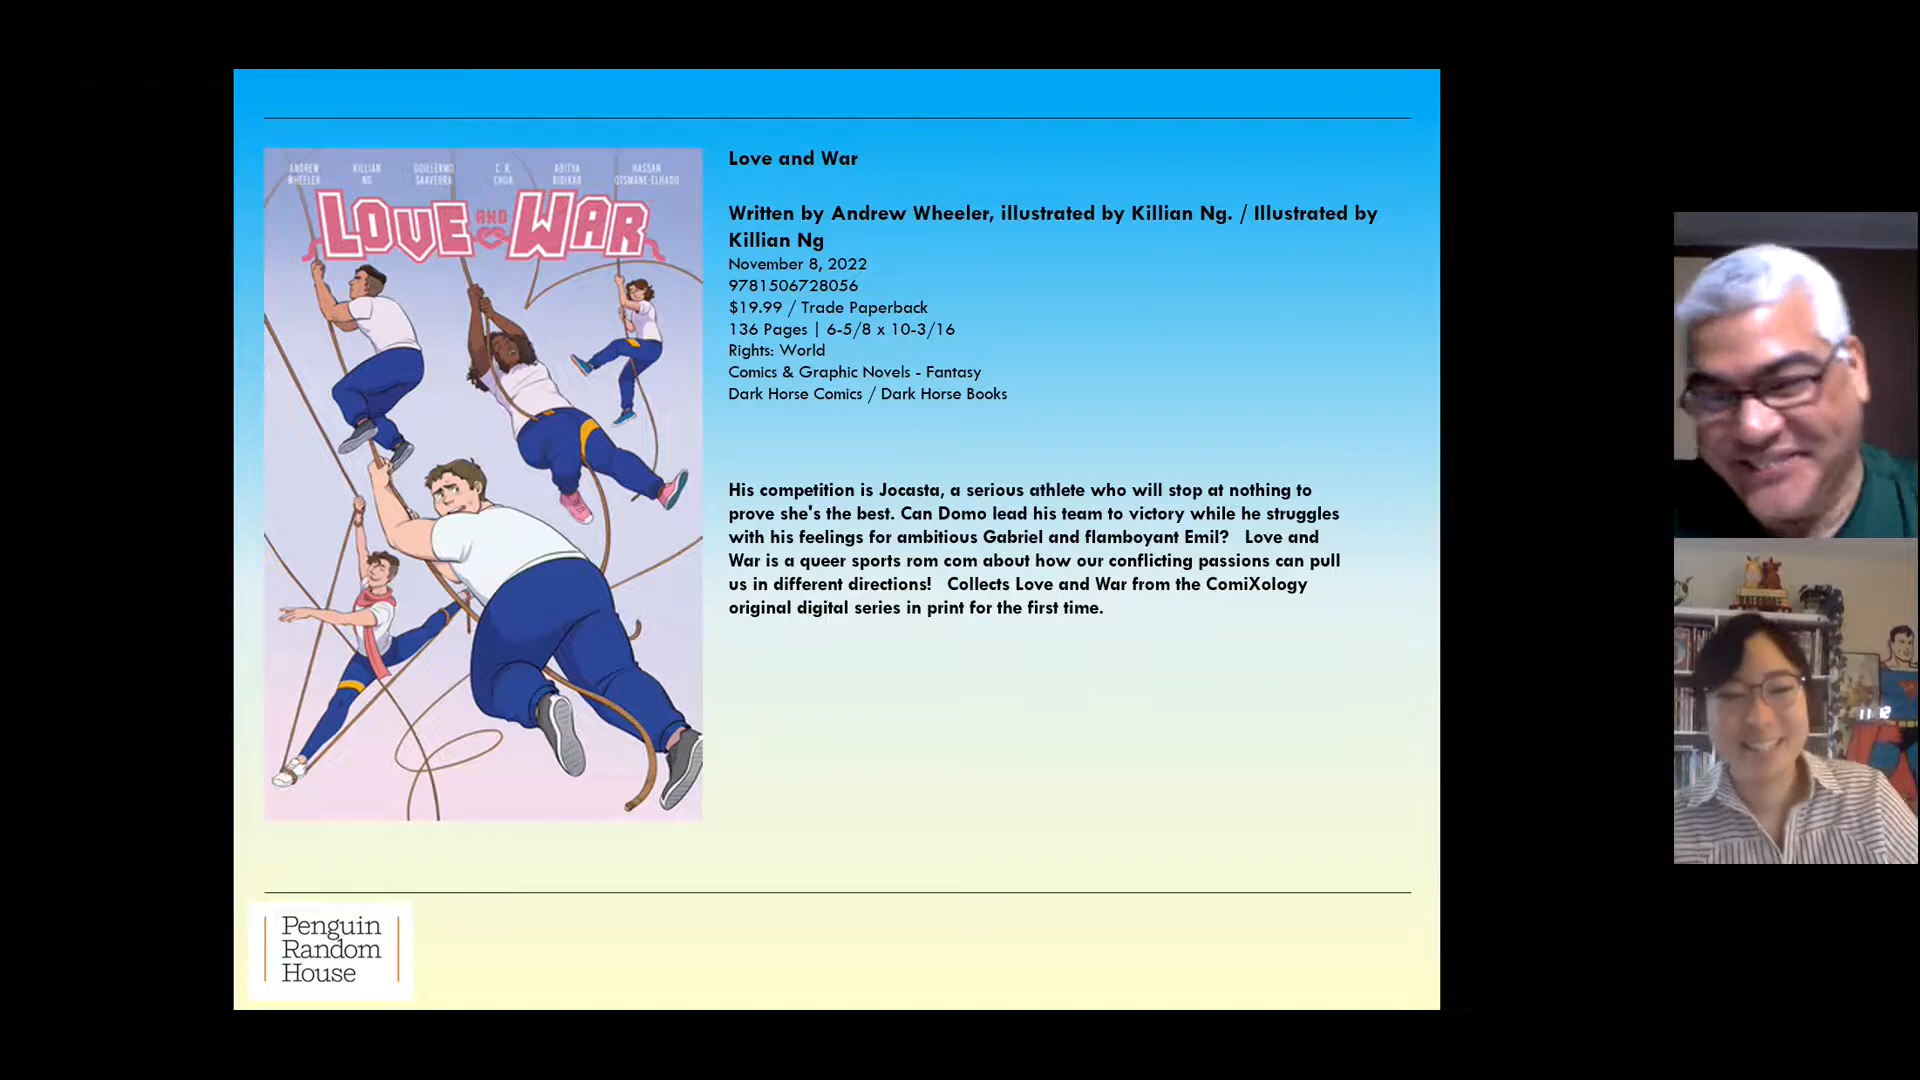 Love and War
Written by Andrew Wheeler, illustrated by Killian Ng. / Illustrated by
Killian Ng
November 8, 2022
9781506728056
$19.99 / Trade Paperback
136 Pages | 6-5/8 x 10-3/16
Rights: World
Comics & Graphic Novels - Fantasy
Dark Horse Comics / Dark Horse Books
His competition is Jocasta, a serious athlete who will stop at nothing to
prove she's the best. Can Domo lead his team to victory while he struggles
with his feelings for ambitious Gabriel and flamboyant Emil?   Love and
War is a queer sports rom com about how our conflicting passions can pull
us in different directions!   Collects Love and War from the ComiXology
original digital series in print for the first time.
ANDREW KILLIAN GUILLERMO C.R. ADITYA HASSAN
WHEELER NG SAAVEDRA CHUA BIDIKAR OTSMANE-ELHAOU
LOVE AND WAR
Penguin
Random
House
11:12